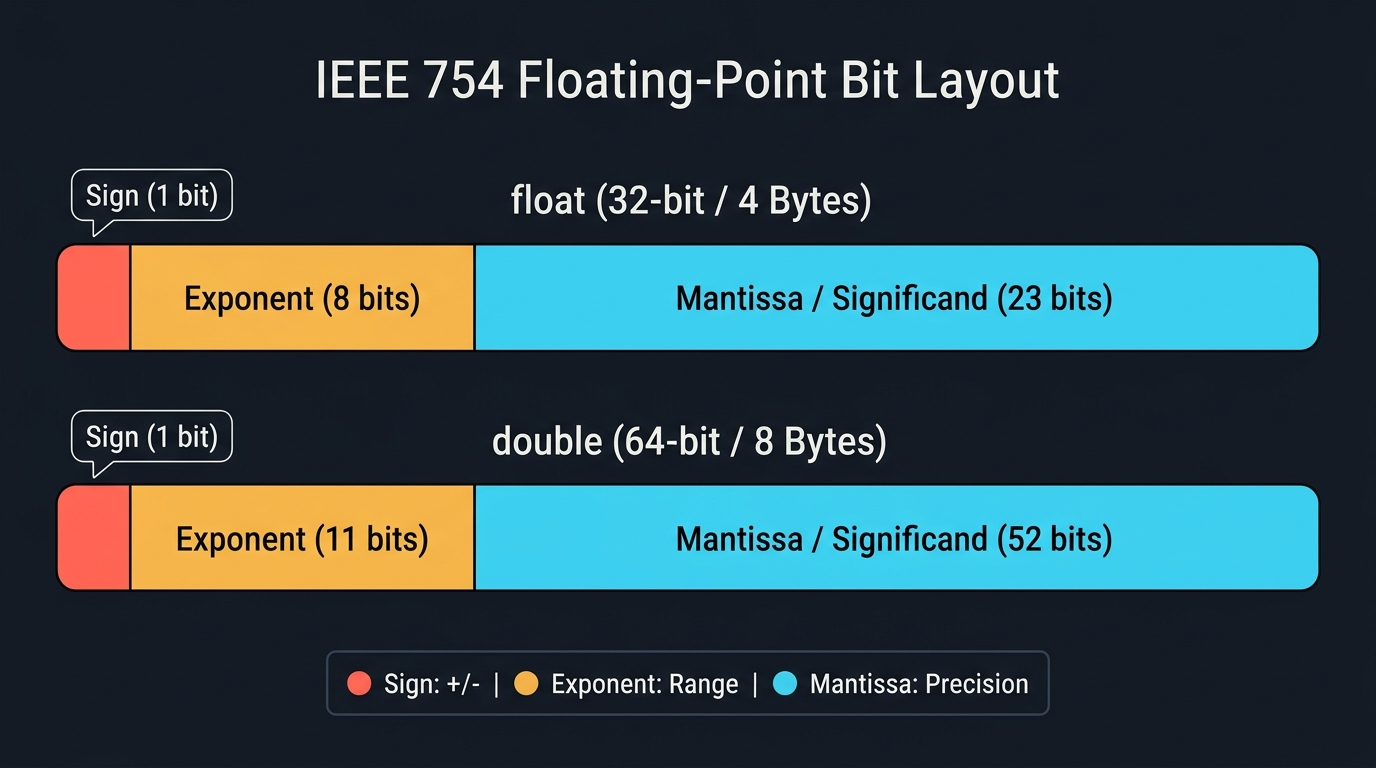 IEEE 754 Floating-Point Bit Layout
Sign (1 bit)
float (32-bit / 4 Bytes)
Exponent (8 bits)
Mantissa / Significand (23 bits)
Sign (1 bit)
double (64-bit / 8 Bytes)
Exponent (11 bits)
Mantissa / Significand (52 bits)
Sign: +/- | Exponent: Range | Mantissa: Precision